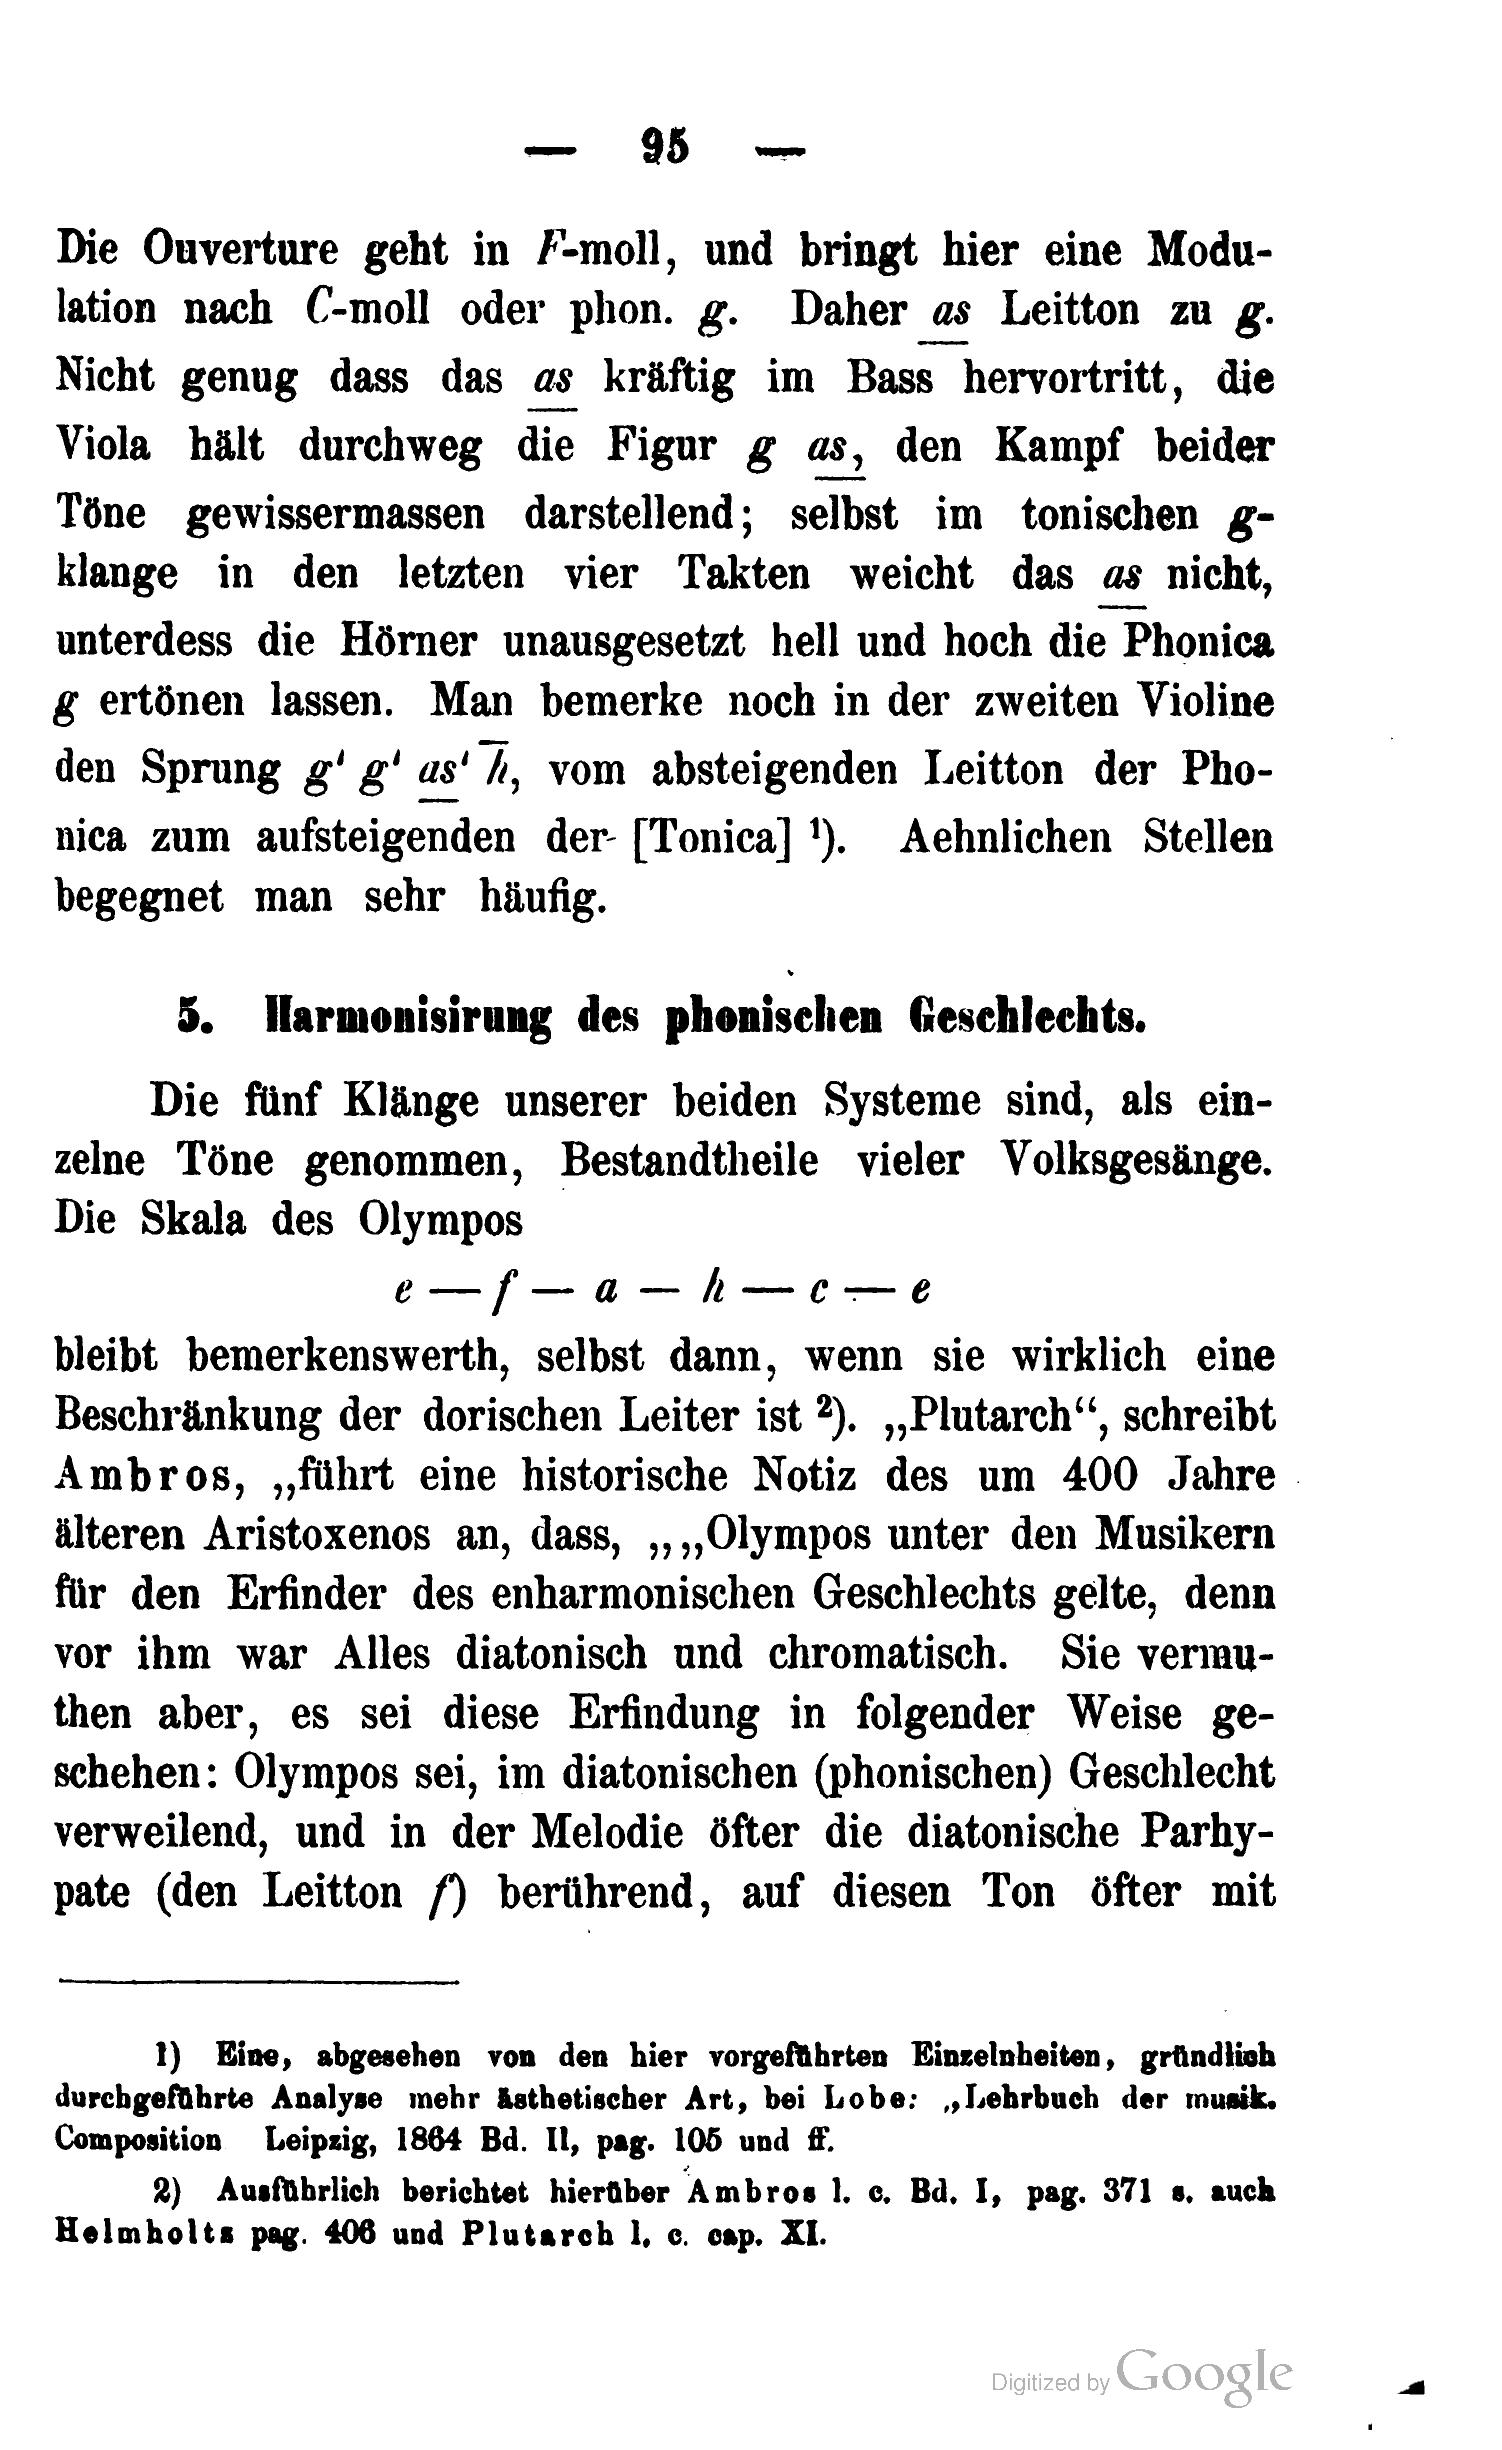 — 95 —
Die Ouverture geht in F-moll, und bringt hier eine Modu-
lation nach C-moll oder phon. g. Daher as Leitton zu g.
Nicht genug dass das as kräftig im Bass hervortritt, die
Viola hält durchweg die Figur g as, den Kampf beider
Töne gewissermassen darstellend; selbst im tonischen g-
klange in den letzten vier Takten weicht das as nicht,
unterdess die Hörner unausgesetzt hell und hoch die Phonica
g ertönen lassen. Man bemerke noch in der zweiten Violine
den Sprung g' g' as' h̅, vom absteigenden Leitton der Pho-
nica zum aufsteigenden der [Tonica] ¹). Aehnlichen Stellen
begegnet man sehr häufig.
5. Harmonisirung des phonischen Geschlechts.
Die fünf Klänge unserer beiden Systeme sind, als ein-
zelne Töne genommen, Bestandtheile vieler Volksgesänge.
Die Skala des Olympos
e — f — a — h — c — e
bleibt bemerkenswerth, selbst dann, wenn sie wirklich eine
Beschränkung der dorischen Leiter ist ²). „Plutarch“, schreibt
Ambros, „führt eine historische Notiz des um 400 Jahre
älteren Aristoxenos an, dass, „„Olympos unter den Musikern
für den Erfinder des enharmonischen Geschlechts gelte, denn
vor ihm war Alles diatonisch und chromatisch. Sie vermu-
then aber, es sei diese Erfindung in folgender Weise ge-
schehen: Olympos sei, im diatonischen (phonischen) Geschlecht
verweilend, und in der Melodie öfter die diatonische Parhy-
pate (den Leitton f) berührend, auf diesen Ton öfter mit
1) Eine, abgesehen von den hier vorgeführten Einzelnheiten, gründlich
durchgeführte Analyse mehr ästhetischer Art, bei Lobe: „Lehrbuch der musik.
Composition Leipzig, 1864 Bd. II, pag. 105 und ff.
2) Ausführlich berichtet hierüber Ambros l. c. Bd. I, pag. 371 s. auch
Helmholtz pag. 406 und Plutarch l. c. cap. XI.
Digitized by Google